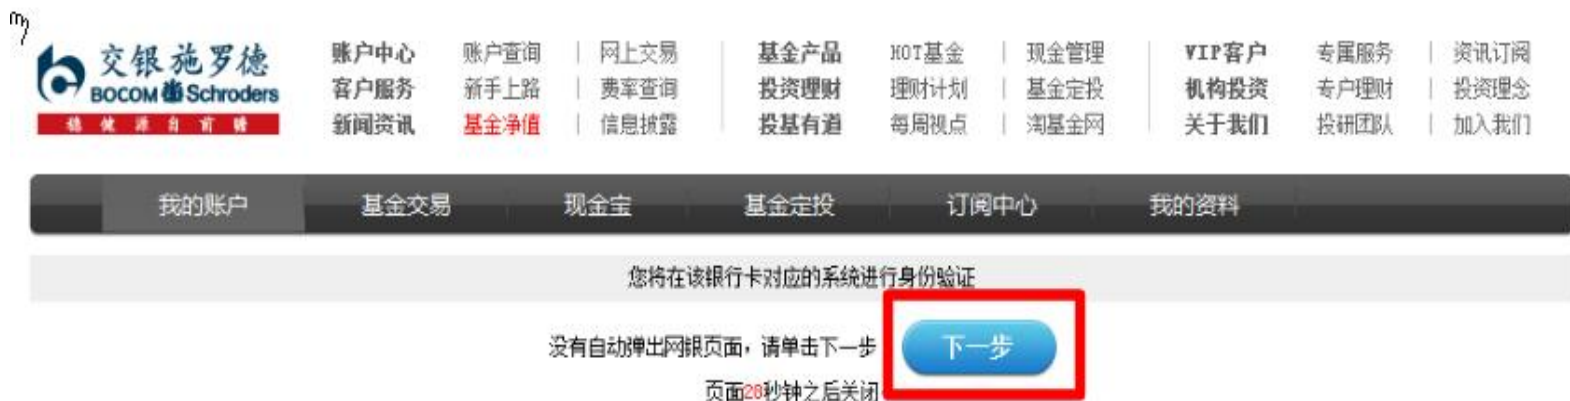 交银施罗德
BOCOM Schroders
稳健源自前瞻
账户中心 账户查询 | 网上交易 基金产品 HOT基金 | 现金管理 VIP客户 专属服务 | 资讯订阅
客户服务 新手上路 | 费率查询 投资理财 理财计划 | 基金定投 机构投资 专户理财 | 投资理念
新闻资讯 基金净值 | 信息披露 投基有道 每周视点 | 淘基金网 关于我们 投研团队 | 加入我们
我的账户 基金交易 现金宝 基金定投 订阅中心 我的资料
您将在该银行卡对应的系统进行身份验证
没有自动弹出网银页面，请单击下一步 下一步
页面28秒钟之后关闭